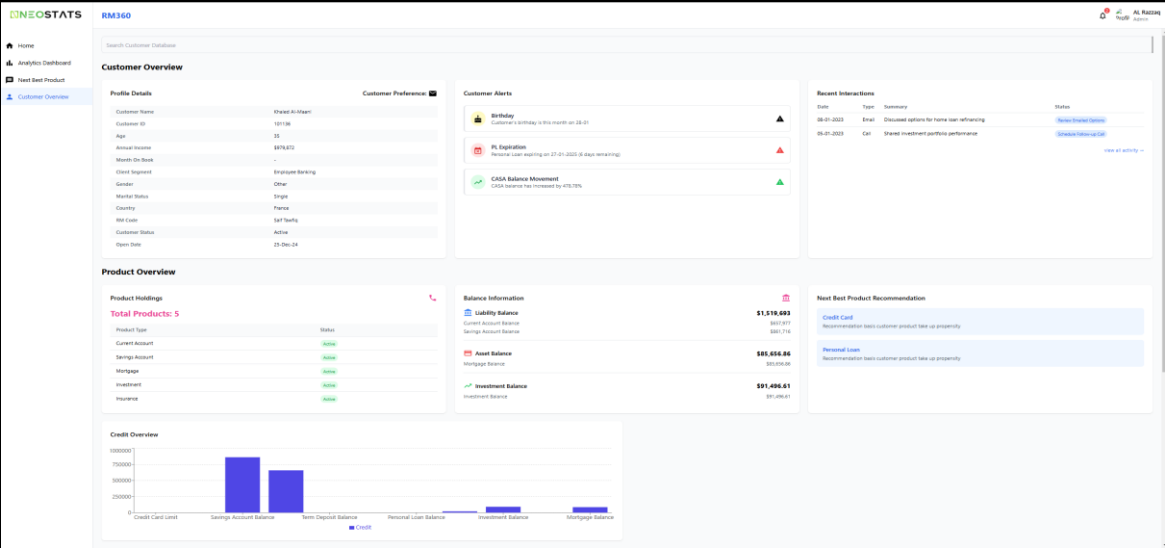 NEOSTATS
RM360
AL Razzaq
Admin
Home
Analytics Dashboard
Next Best Product
Customer Overview
Search Customer Database
Customer Overview
Profile Details
Customer Preference:
Customer Name Khaled Al-Maani
Customer ID 101136
Age 35
Annual Income $979,872
Month On Book -
Client Segment Employee Banking
Gender Other
Marital Status Single
Country France
RM Code Saif Tawfiq
Customer Status Active
Open Date 25-Dec-24
Customer Alerts
Birthday
Customer's birthday is this month on 28-01
PL Expiration
Personal Loan expiring on 27-01-2025 (6 days remaining)
CASA Balance Movement
CASA balance has increased by 478.78%
Recent Interactions
Date Type Summary Status
08-01-2025 Email Discussed options for home loan refinancing Review Emailed Options
05-01-2025 Call Shared investment portfolio performance Schedule Follow-up Call
view all activity
Product Overview
Product Holdings
Total Products: 5
Product Type Status
Current Account Active
Savings Account Active
Mortgage Active
Investment Active
Insurance Active
Balance Information
Liability Balance $1,519,693
Current Account Balance $657,977
Savings Account Balance $861,716
Asset Balance $85,656.86
Mortgage Balance $85,656.86
Investment Balance $91,496.61
Investment Balance $91,496.61
Next Best Product Recommendation
Credit Card
Recommendation basis customer product take up propensity
Personal Loan
Recommendation basis customer product take up propensity
Credit Overview
1000000
750000
500000
250000
0
Credit Card Limit Savings Account Balance Term Deposit Balance Personal Loan Balance Investment Balance Mortgage Balance
Credit